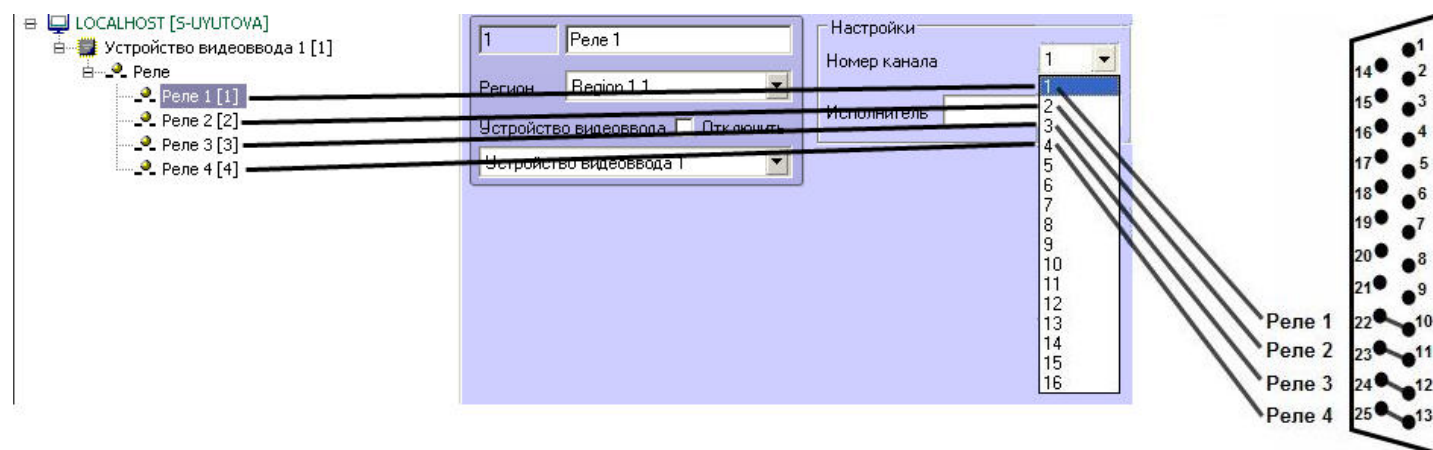 LOCALHOST [S-UYUTOVA]
Устройство видеоввода 1 [1]
Реле
Реле 1 [1]
Реле 2 [2]
Реле 3 [3]
Реле 4 [4]
1
Реле 1
Регион
Region 1.1
Устройство видеоввода
Отключить
Устройство видеоввода 1
Настройки
Номер канала
1
Исполнитель
1
2
3
4
5
6
7
8
9
10
11
12
13
14
15
16
Реле 1
Реле 2
Реле 3
Реле 4
1
14
2
15
3
16
4
17
5
18
6
19
7
20
8
21
9
22
10
23
11
24
12
25
13